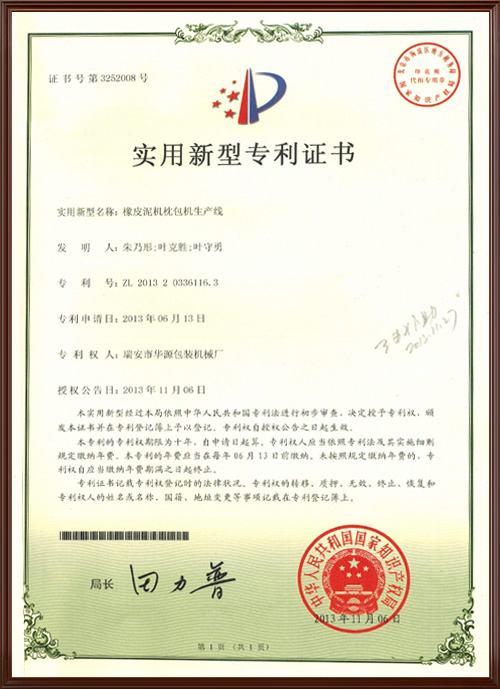 证书号第3252008号
印花税
代扣专用章
国家知识产权局
实用新型专利证书
实用新型名称：橡皮泥机枕包机生产线
发 明 人：朱乃彤;叶克胜;叶守勇
专 利 号：ZL 2013 2 0336116.3
专利申请日：2013年06月13日
专 利 权 人：瑞安市华源包装机械厂
授权公告日：2013年11月06日
本实用新型经过本局依照中华人民共和国专利法进行初步审查，决定授予专利权，颁
发本证书并在专利登记簿上予以登记。专利权自授权公告之日起生效。
本专利的专利权期限为十年，自申请日起算。专利权人应当依照专利法及其实施细则
规定缴纳年费。本专利的年费应当在每年06月13日前缴纳。未按照规定缴纳年费的，专
利权自应当缴纳年费期满之日起终止。
专利证书记载专利权登记时的法律状况。专利权的转移、质押、无效、终止、恢复和
专利权人的姓名或名称、国籍、地址变更等事项记载在专利登记簿上。
局长 田力普
中华人民共和国国家知识产权局
2013年11月06日
第1页（共1页）